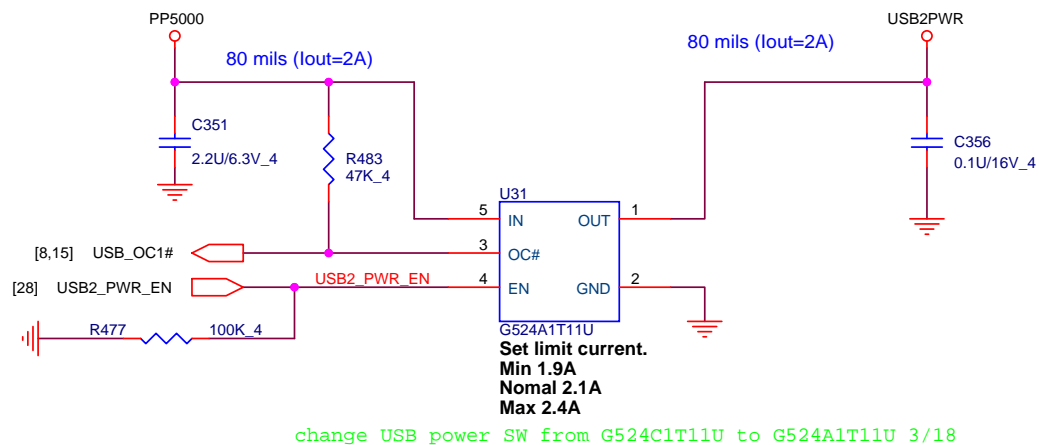 PP5000
USB2PWR
80 mils (Iout=2A)
80 mils (Iout=2A)
C351
2.2U/6.3V_4
R483
47K_4
C356
0.1U/16V_4
U31
5
IN
OUT
1
[8,15]
USB_OC1#
3
OC#
[28]
USB2_PWR_EN
USB2_PWR_EN
4
EN
GND
2
R477
100K_4
G524A1T11U
Set limit current.
Min 1.9A
Nomal 2.1A
Max 2.4A
change USB power SW from G524C1T11U to G524A1T11U 3/18